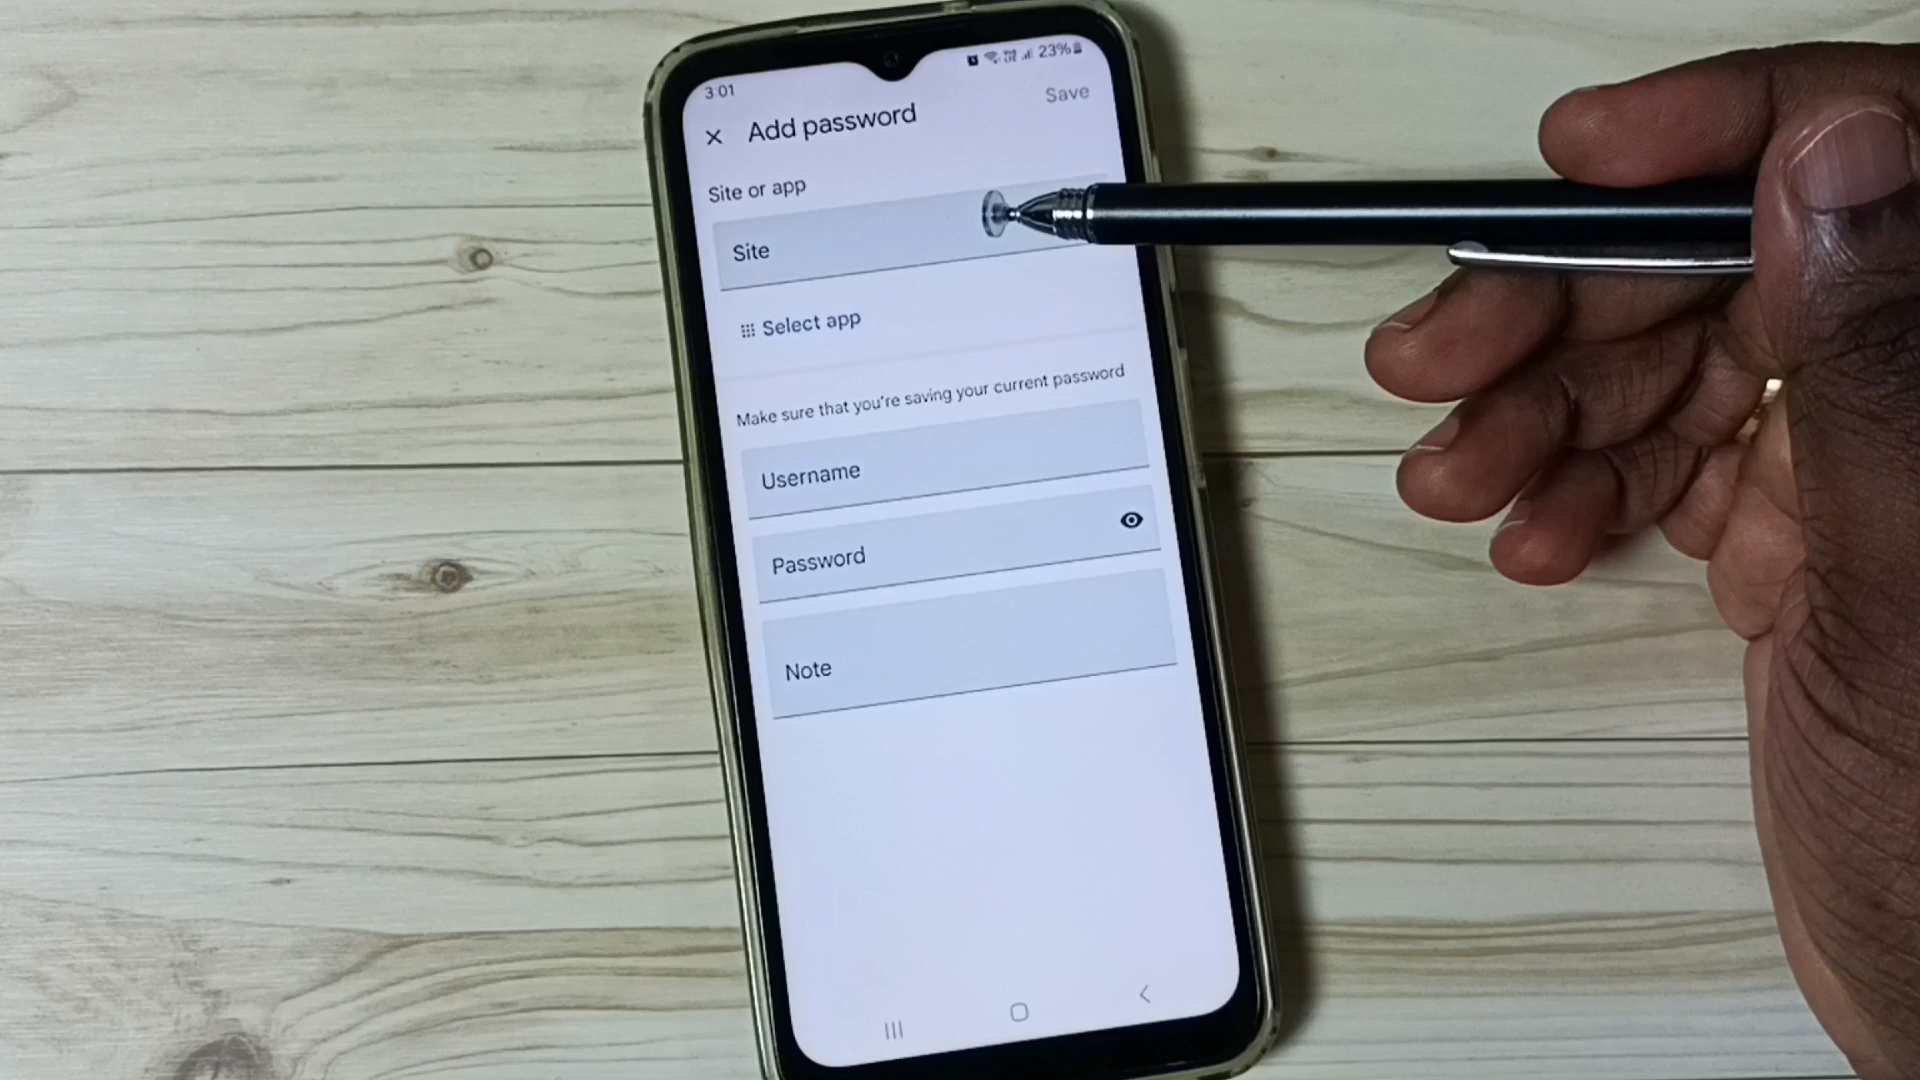 3:01
23%
Save
Add password
Site or app
Site
Select app
Make sure that you're saving your current password
Username
Password
Note